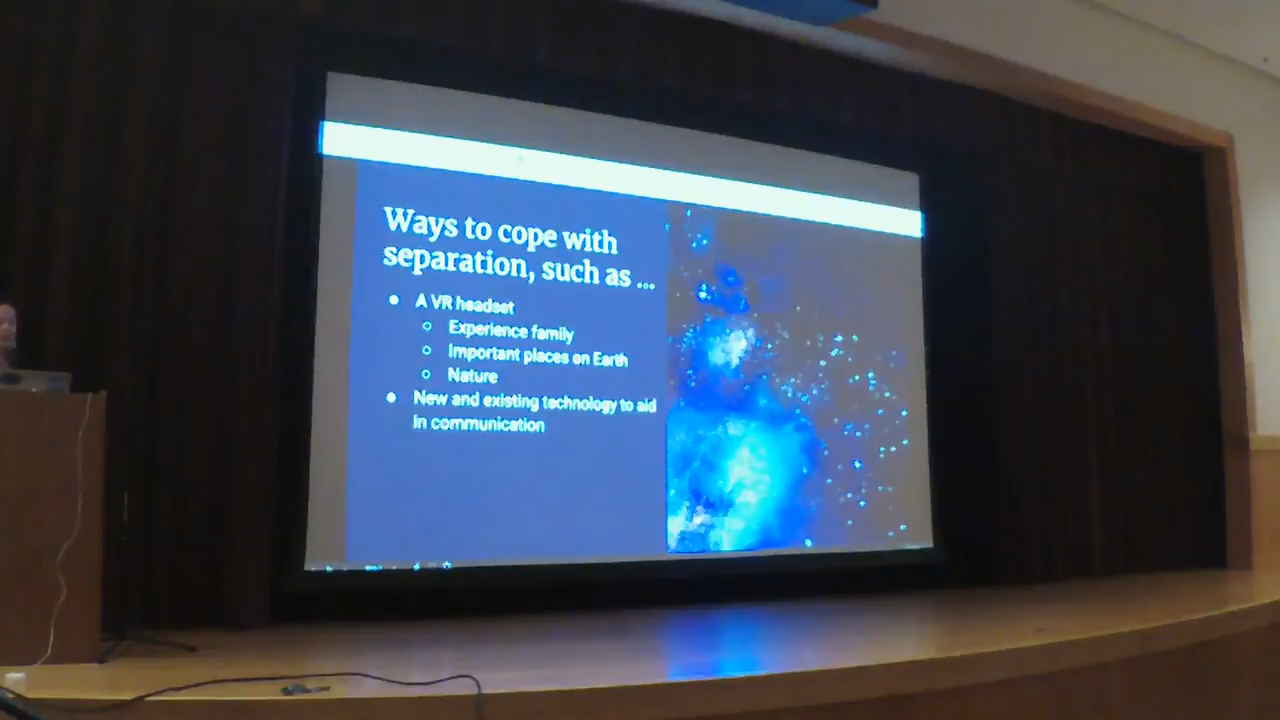 Ways to cope with
separation, such as ...
● A VR headset
○ Experience family
○ Important places on Earth
○ Nature
● New and existing technology to aid
in communication